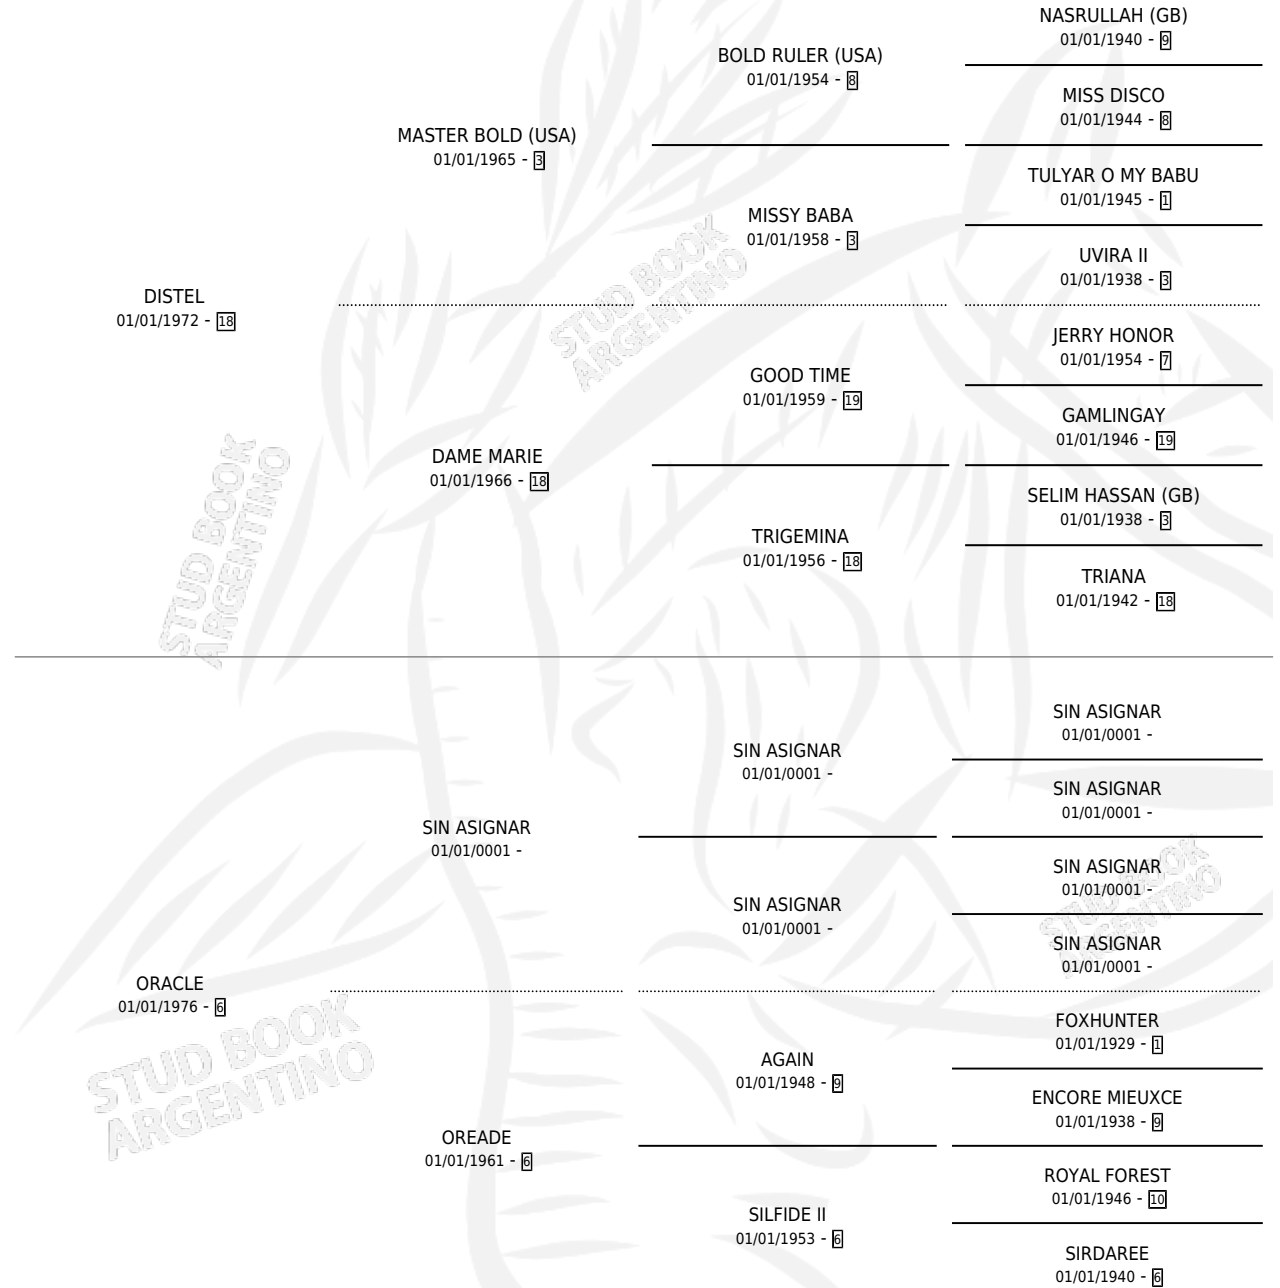 NASRULLAH (GB)
01/01/1940 - 9
BOLD RULER (USA)
01/01/1954 - 8
MISS DISCO
01/01/1944 - 8
MASTER BOLD (USA)
01/01/1965 - 3
TULYAR O MY BABU
01/01/1945 - 1
MISSY BABA
01/01/1958 - 3
UVIRA II
01/01/1938 - 3
DISTEL
01/01/1972 - 18
JERRY HONOR
01/01/1954 - 7
GOOD TIME
01/01/1959 - 19
GAMLINGAY
01/01/1946 - 19
DAME MARIE
01/01/1966 - 18
SELIM HASSAN (GB)
01/01/1938 - 3
TRIGEMINA
01/01/1956 - 18
TRIANA
01/01/1942 - 18
STUD BOOK
ARGENTINO
STUD BOOK
ARGENTINO
SIN ASIGNAR
01/01/0001 -
SIN ASIGNAR
01/01/0001 -
SIN ASIGNAR
01/01/0001 -
SIN ASIGNAR
01/01/0001 -
SIN ASIGNAR
01/01/0001 -
SIN ASIGNAR
01/01/0001 -
SIN ASIGNAR
01/01/0001 -
STUD BOOK
ARGENTINO
ORACLE
01/01/1976 - 6
FOXHUNTER
01/01/1929 - 1
AGAIN
01/01/1948 - 9
ENCORE MIEUXCE
01/01/1938 - 9
OREADE
01/01/1961 - 6
ROYAL FOREST
01/01/1946 - 10
SILFIDE II
01/01/1953 - 6
SIRDAREE
01/01/1940 - 6
STUD BOOK
ARGENTINO